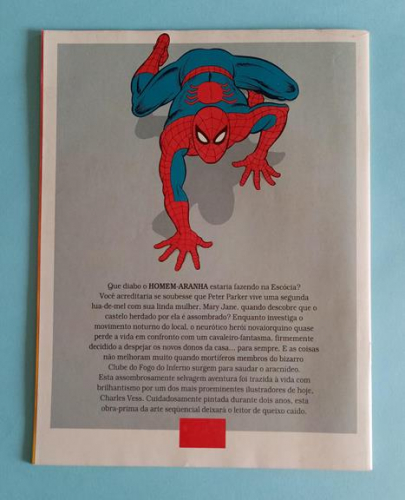 Que diabo o HOMEM-ARANHA estaria fazendo na Escócia?
Você acreditaria se soubesse que Peter Parker vive uma segunda
lua-de-mel com sua linda mulher, Mary Jane, quando descobre que o
castelo herdado por ela é assombrado? Enquanto investiga o
movimento noturno do local, o neurótico herói novaiorquino quase
perde a vida em confronto com um cavaleiro-fantasma, firmemente
decidido a despejar os novos donos da casa... para sempre. E as coisas
não melhoram muito quando mortíferos membros do bizarro
Clube do Fogo do Inferno surgem para saudar o aracnídeo.
Esta assombrosamente selvagem aventura foi trazida à vida com
brilhantismo por um dos mais proeminentes ilustradores de hoje,
Charles Vess. Cuidadosamente pintada durante dois anos, esta
obra-prima da arte seqüencial deixará o leitor de queixo caído.